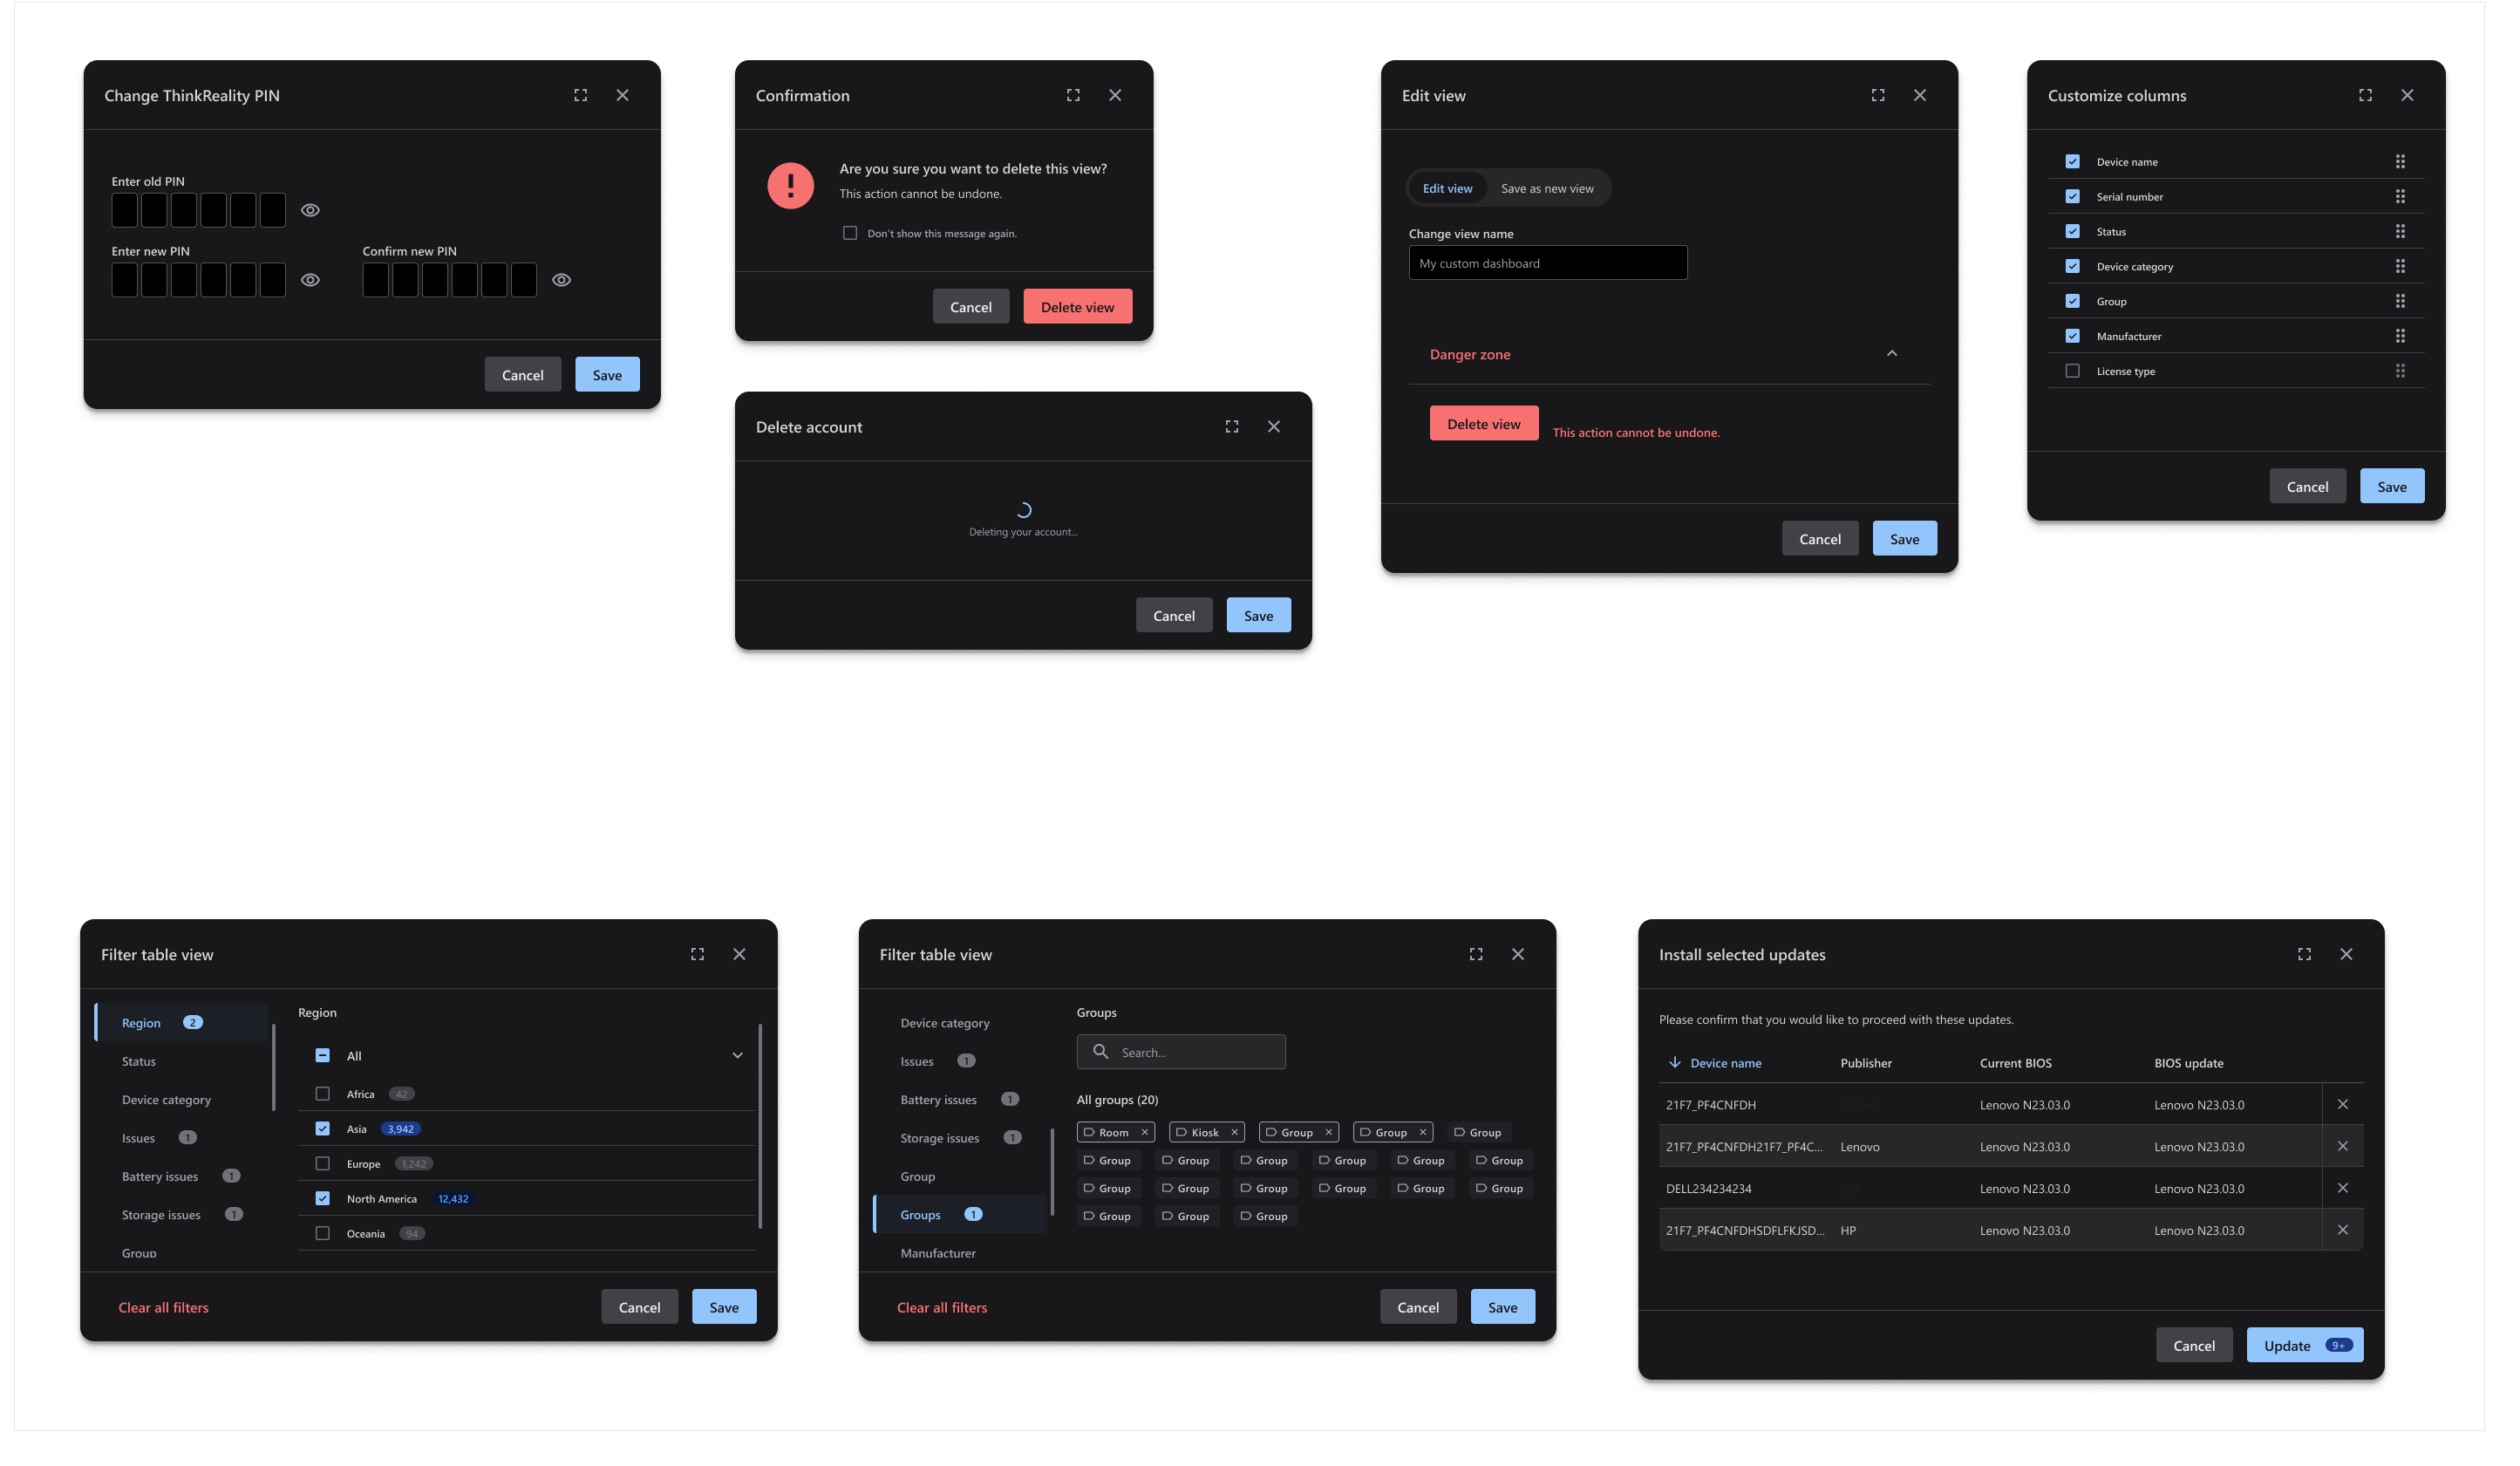 Change ThinkReality PIN
Enter old PIN
Enter new PIN
Confirm new PIN
Cancel
Save
Confirmation
Are you sure you want to delete this view?
This action cannot be undone.
Don't show this message again.
Cancel
Delete view
Delete account
Deleting your account...
Cancel
Save
Edit view
Edit view
Save as new view
Change view name
My custom dashboard
Danger zone
Delete view
This action cannot be undone.
Cancel
Save
Customize columns
Device name
Serial number
Status
Device category
Group
Manufacturer
License type
Cancel
Save
Filter table view
Region 2
Status
Device category
Issues 1
Battery issues 1
Storage issues 1
Group
Region
All
Africa 42
Asia 3,942
Europe 1,242
North America 12,432
Oceania 94
Clear all filters
Cancel
Save
Filter table view
Device category
Issues 1
Battery issues 1
Storage issues 1
Group
Groups 1
Manufacturer
Groups
Search...
All groups (20)
Room Kiosk Group Group Group
Group Group Group Group Group Group
Group Group Group Group Group Group
Group Group Group
Clear all filters
Cancel
Save
Install selected updates
Please confirm that you would like to proceed with these updates.
Device name Publisher Current BIOS BIOS update
21F7_PF4CNFDH Lenovo N23.03.0 Lenovo N23.03.0
21F7_PF4CNFDH21F7_PF4C... Lenovo Lenovo N23.03.0 Lenovo N23.03.0
DELL234234234 Lenovo N23.03.0 Lenovo N23.03.0
21F7_PF4CNFDHSDFLFKJSD... HP Lenovo N23.03.0 Lenovo N23.03.0
Cancel
Update 9+